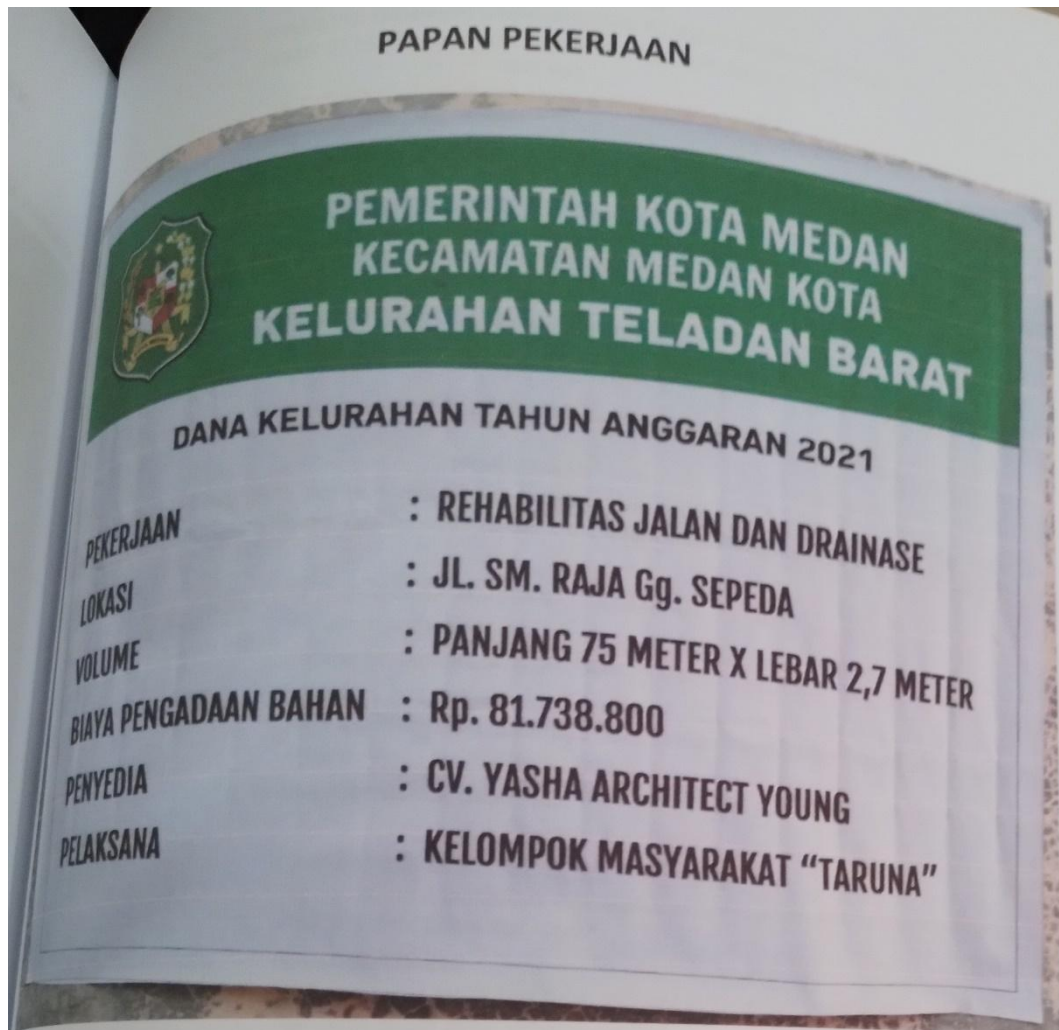 PAPAN PEKERJAAN
PEMERINTAH KOTA MEDAN
KECAMATAN MEDAN KOTA
KELURAHAN TELADAN BARAT
DANA KELURAHAN TAHUN ANGGARAN 2021
PEKERJAAN : REHABILITAS JALAN DAN DRAINASE
LOKASI : JL. SM. RAJA Gg. SEPEDA
VOLUME : PANJANG 75 METER X LEBAR 2,7 METER
BIAYA PENGADAAN BAHAN : Rp. 81.738.800
PENYEDIA : CV. YASHA ARCHITECT YOUNG
PELAKSANA : KELOMPOK MASYARAKAT “TARUNA”